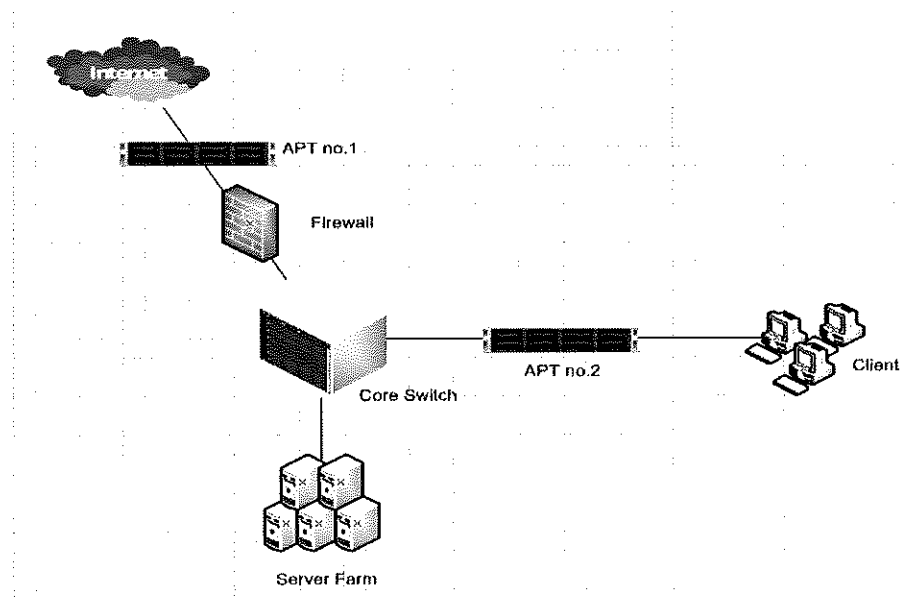 Internet
APT no.1
Firewall
APT no.2
Client
Core Switch
Server Farm